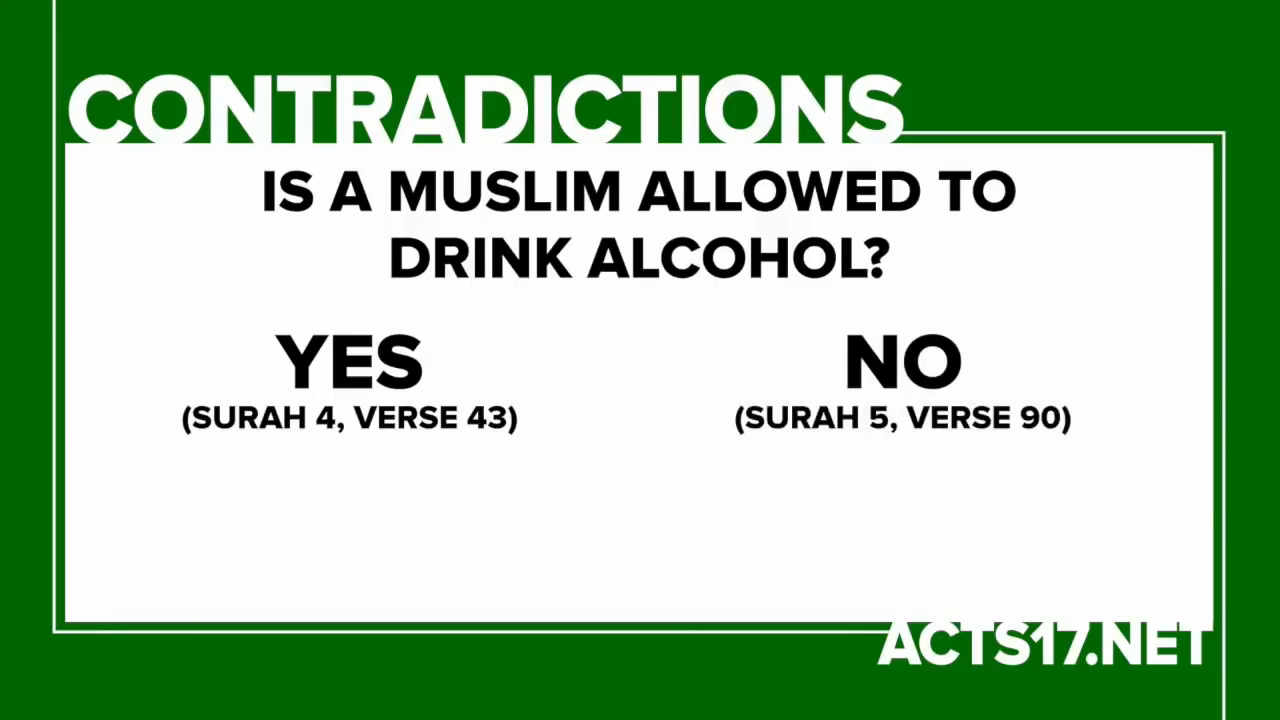 CONTRADICTIONS
IS A MUSLIM ALLOWED TO
DRINK ALCOHOL?
YES
(SURAH 4, VERSE 43)
NO
(SURAH 5, VERSE 90)
ACTS17.NET